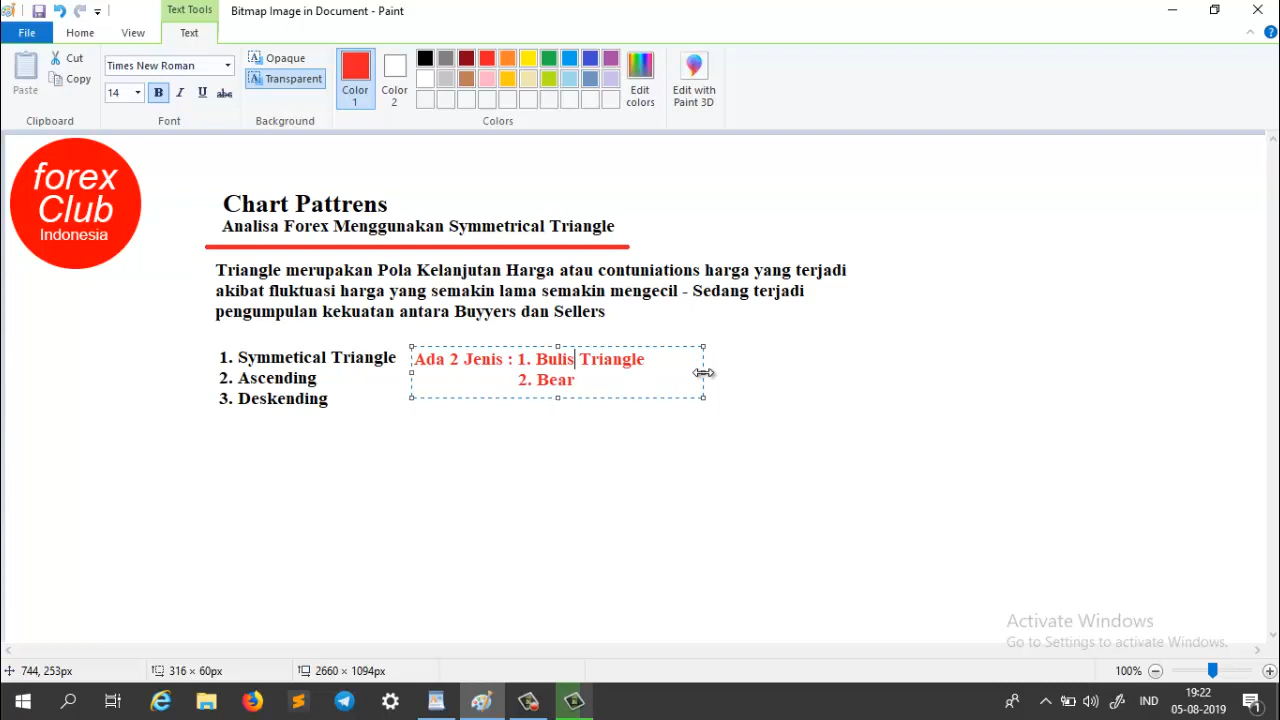 Text Tools
Bitmap Image in Document - Paint
File
Home
View
Text
Paste
Cut
Copy
Clipboard
Times New Roman
14
B
I
U
abc
Font
A Opaque
A Transparent
Background
Color 1
Color 2
Edit colors
Colors
Edit with Paint 3D
forex
Club
Indonesia
Chart Pattrens
Analisa Forex Menggunakan Symmetrical Triangle
Triangle merupakan Pola Kelanjutan Harga atau contuniations harga yang terjadi
akibat fluktuasi harga yang semakin lama semakin mengecil - Sedang terjadi
pengumpulan kekuatan antara Buyyers dan Sellers
1. Symmetical Triangle
2. Ascending
3. Deskending
Ada 2 Jenis : 1. Bulis Triangle
2. Bear
Activate Windows
Go to Settings to activate Windows.
744, 253px
316 × 60px
2660 × 1094px
100%
IND
19:22
05-08-2019
1